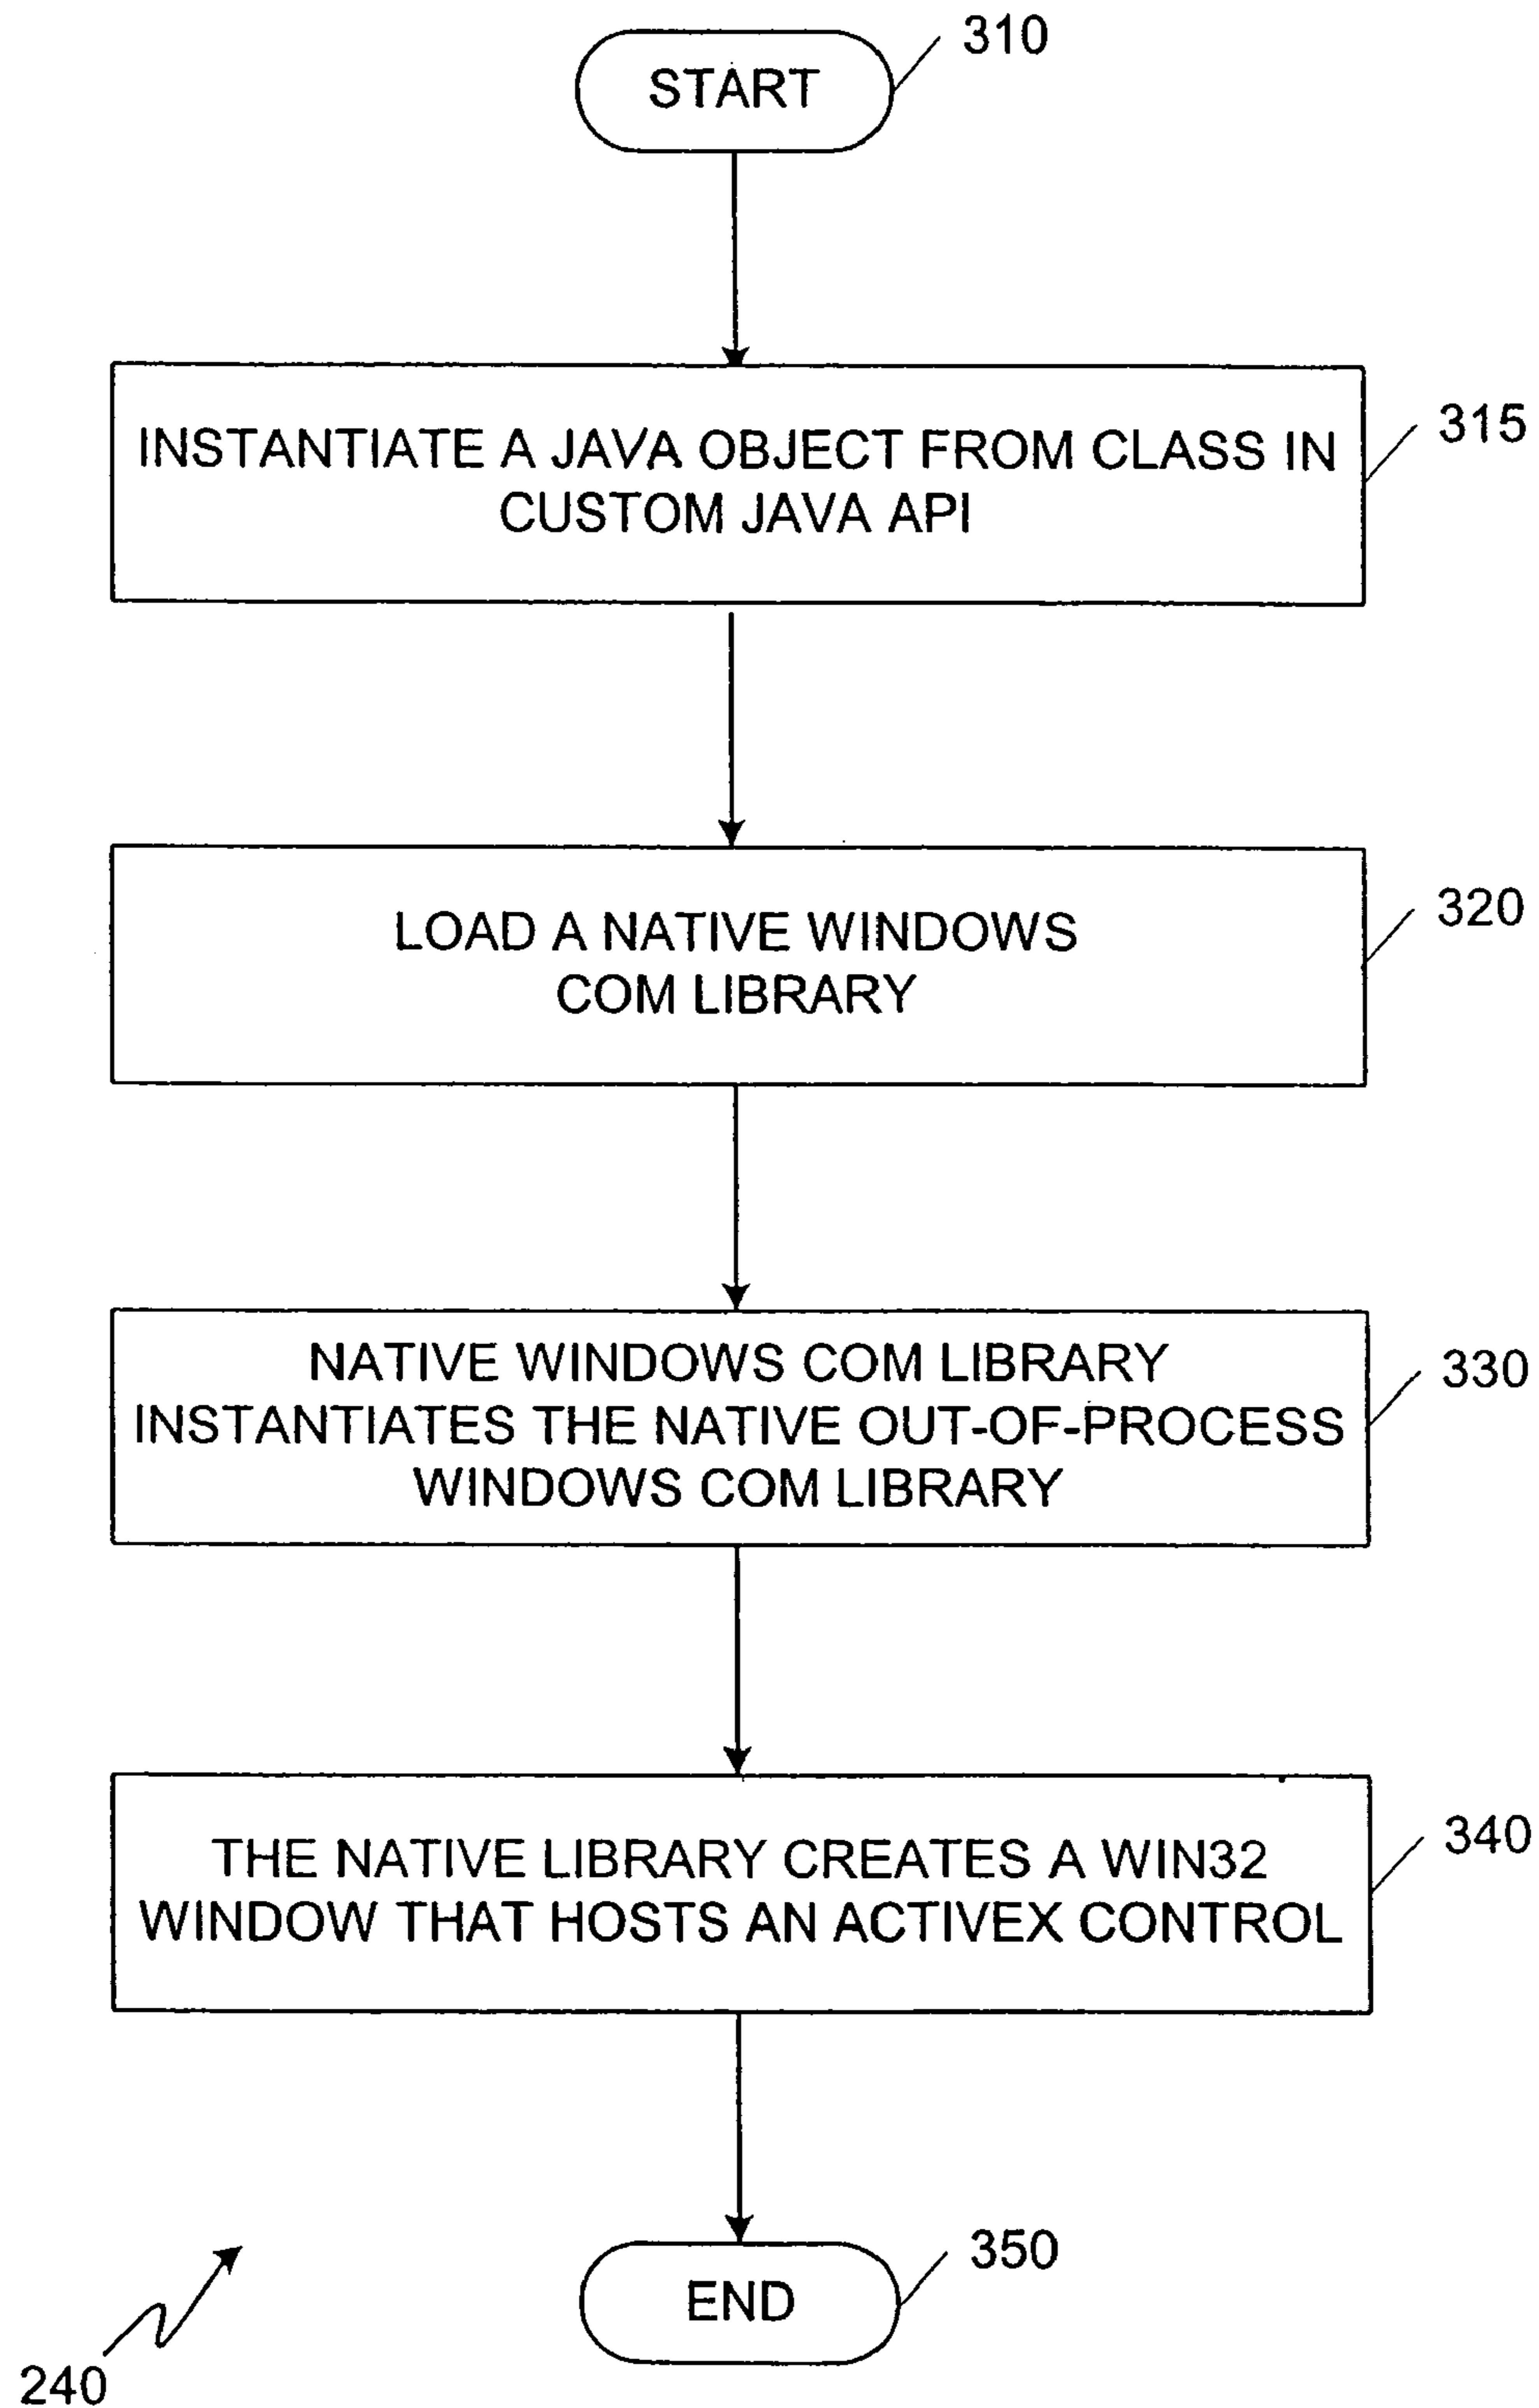 START
310
INSTANTIATE A JAVA OBJECT FROM CLASS IN
CUSTOM JAVA API
315
LOAD A NATIVE WINDOWS
COM LIBRARY
320
NATIVE WINDOWS COM LIBRARY
INSTANTIATES THE NATIVE OUT-OF-PROCESS
WINDOWS COM LIBRARY
330
THE NATIVE LIBRARY CREATES A WIN32
WINDOW THAT HOSTS AN ACTIVEX CONTROL
340
END
350
240